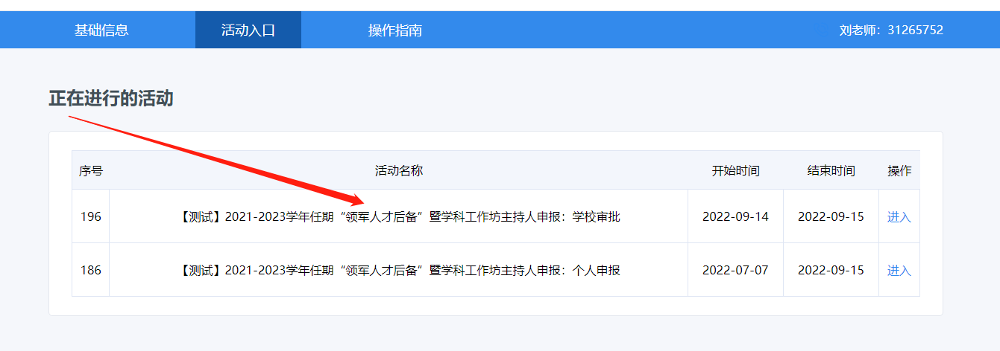 基础信息 活动入口 操作指南 刘老师：31265752
正在进行的活动
序号 活动名称 开始时间 结束时间 操作
196 【测试】2021-2023学年任期“领军人才后备”暨学科工作坊主持人申报：学校审批 2022-09-14 2022-09-15 进入
186 【测试】2021-2023学年任期“领军人才后备”暨学科工作坊主持人申报：个人申报 2022-07-07 2022-09-15 进入